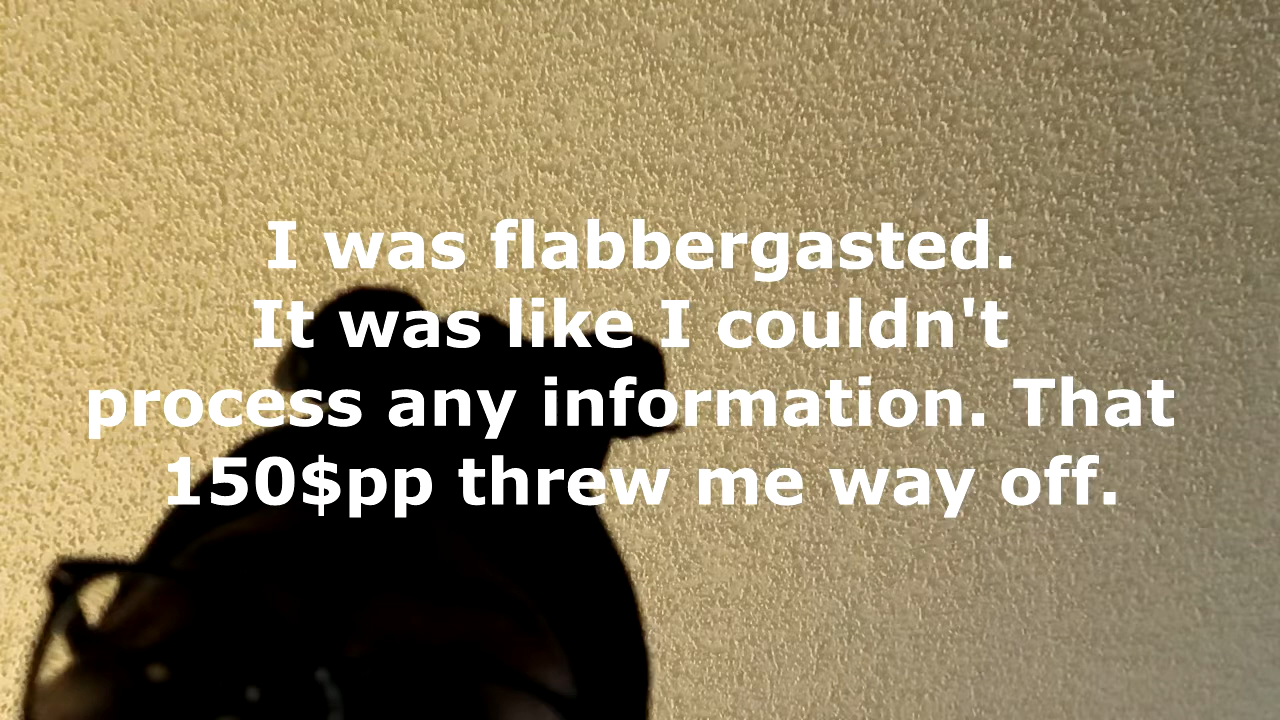 I was flabbergasted.
It was like I couldn't
process any information. That
150$pp threw me way off.